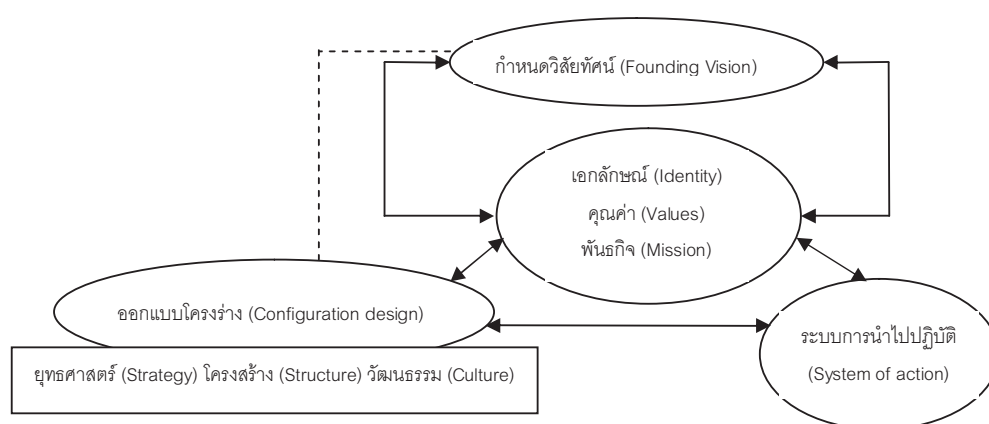 กำหนดวิสัยทัศน์ (Founding Vision)
เอกลักษณ์ (Identity)
คุณค่า (Values)
พันธกิจ (Mission)
ออกแบบโครงร่าง (Configuration design)
ยุทธศาสตร์ (Strategy) โครงสร้าง (Structure) วัฒนธรรม (Culture)
ระบบการนำไปปฏิบัติ
(System of action)